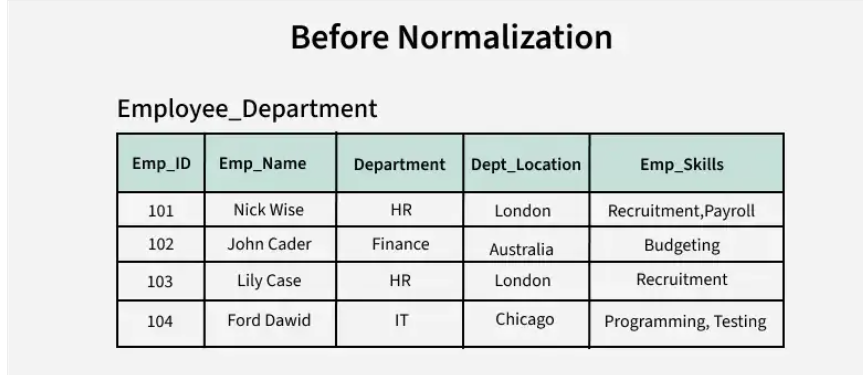 Before Normalization
Employee_Department
Emp_ID Emp_Name Department Dept_Location Emp_Skills
101 Nick Wise HR London Recruitment,Payroll
102 John Cader Finance Australia Budgeting
103 Lily Case HR London Recruitment
104 Ford Dawid IT Chicago Programming, Testing